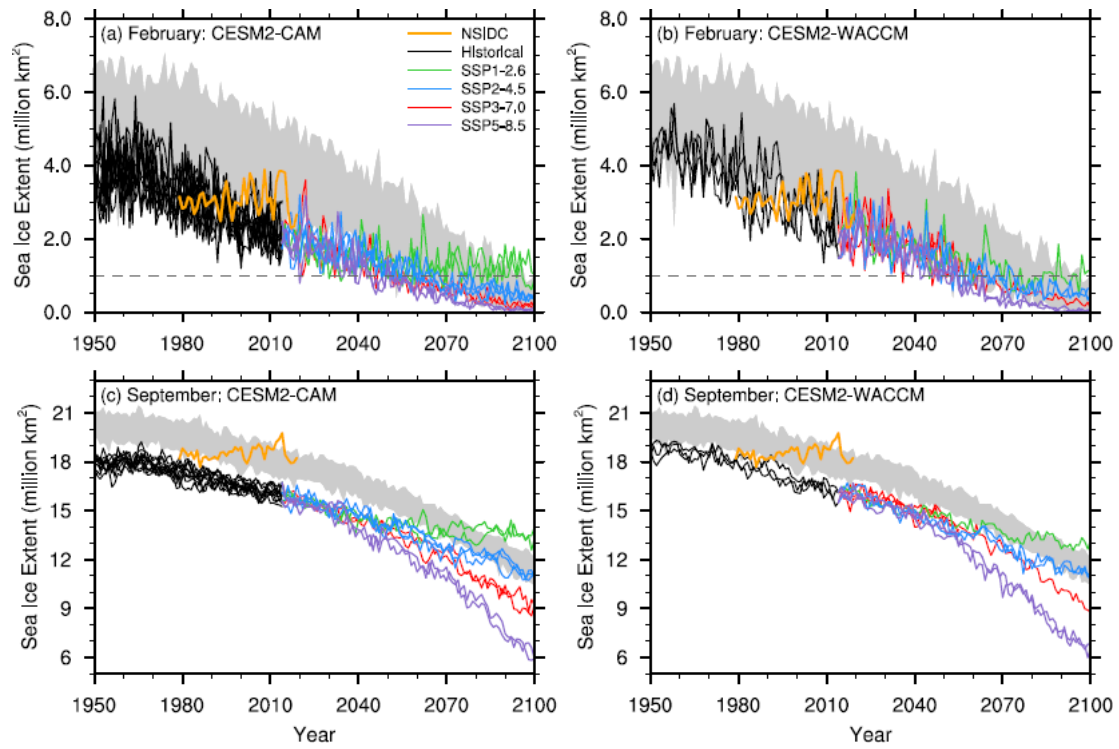 (a) February: CESM2-CAM
NSIDC
Historical
SSP1-2.6
SSP2-4.5
SSP3-7.0
SSP5-8.5
Sea Ice Extent (million km²)
8.0
6.0
4.0
2.0
0.0
1950 1980 2010 2040 2070 2100
(b) February: CESM2-WACCM
Sea Ice Extent (million km²)
8.0
6.0
4.0
2.0
0.0
1950 1980 2010 2040 2070 2100
(c) September: CESM2-CAM
Sea Ice Extent (million km²)
21
18
15
12
9
6
1950 1980 2010 2040 2070 2100
Year
(d) September: CESM2-WACCM
Sea Ice Extent (million km²)
21
18
15
12
9
6
1950 1980 2010 2040 2070 2100
Year